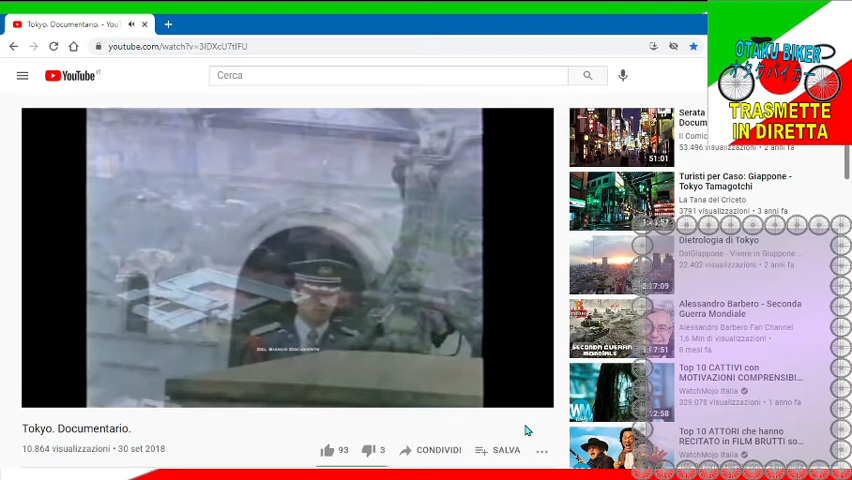 Tokyo. Documentario. - YouT
youtube.com/watch?v=3IDXcU7tIFU
YouTube IT
Cerca
OTAKU BIKER
オタクバイカー
TRASMETTE
IN DIRETTA
DEL BIANCO DOCUMENTS
Tokyo. Documentario.
10.864 visualizzazioni • 30 set 2018
93
3
CONDIVIDI
SALVA
51:01
Serata
Docum
Il Comic
53.496 visualizzazioni • 2 anni fa
Turisti per Caso: Giappone -
Tokyo Tamagotchi
La Tana del Criceto
3791 visualizzazioni • 3 anni fa
Dietrologia di Tokyo
DaiGiappone - Vivere in Giappone ...
22.402 visualizzazioni • 2 anni fa
SECONDA GUERRA
MONDIALE
Alessandro Barbero - Seconda
Guerra Mondiale
Alessandro Barbero Fan Channel
1,6 Mln di visualizzazioni •
8 mesi fa
12:58
Top 10 CATTIVI con
MOTIVAZIONI COMPRENSIBI...
WatchMojo Italia
329.078 visualizzazioni • 1 anno fa
Top 10 ATTORI che hanno
RECITATO in FILM BRUTTI so...
WatchMojo Italia